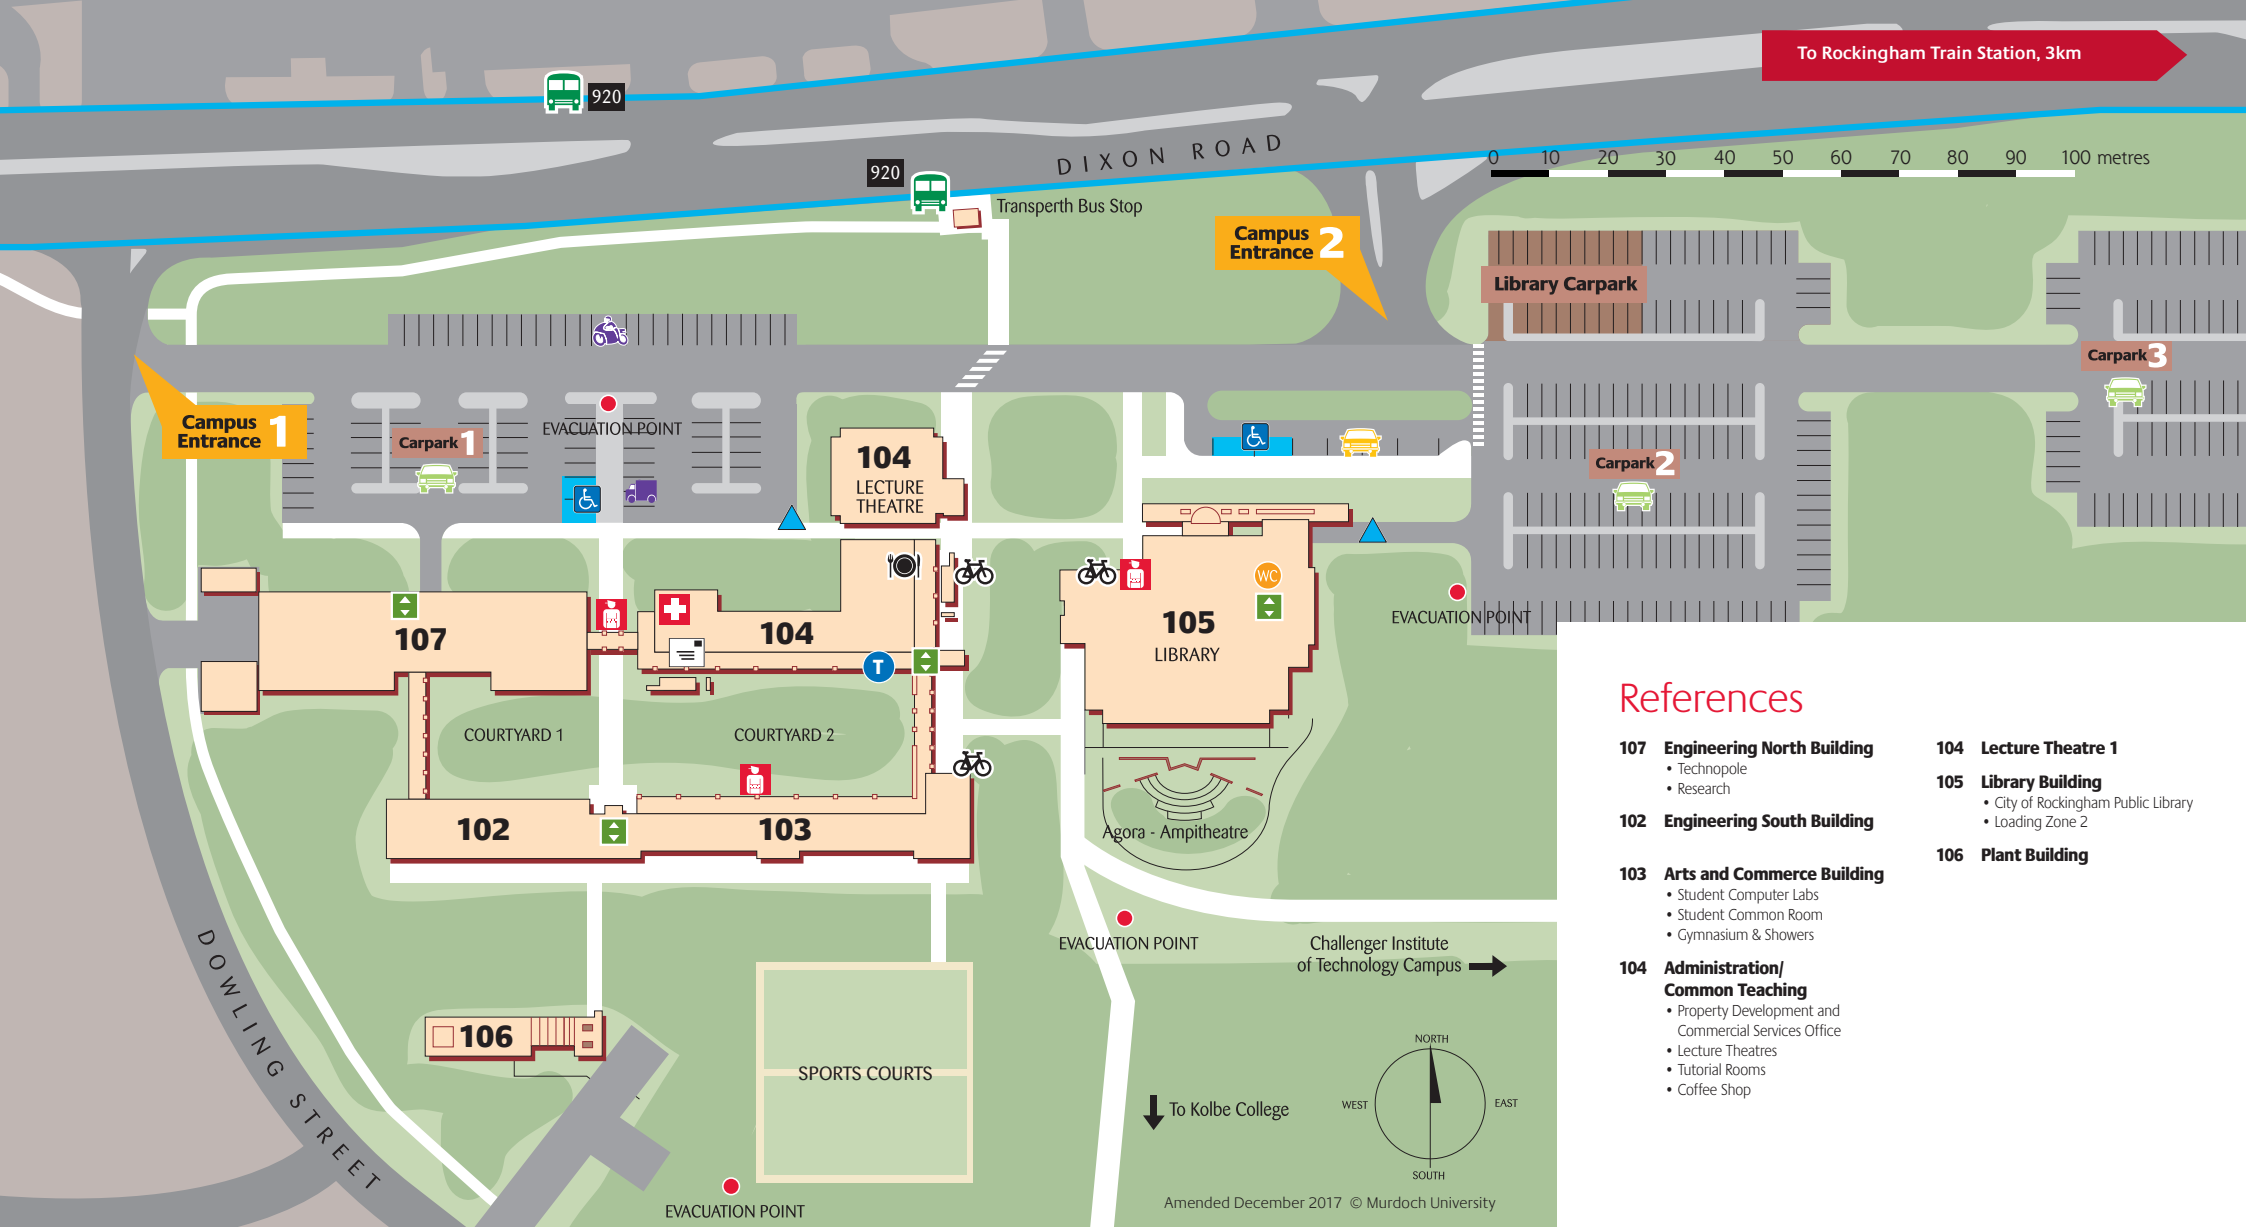 To Rockingham Train Station, 3km
920
DIXON ROAD
920
Transperth Bus Stop
0 10 20 30 40 50 60 70 80 90 100 metres
Campus
Entrance 2
Library Carpark
Carpark 3
Campus
Entrance 1
Carpark 1
EVACUATION POINT
104
LECTURE
THEATRE
Carpark 2
WC
107
104
T
105
LIBRARY
EVACUATION POINT
COURTYARD 1
COURTYARD 2
102
103
Agora - Ampitheatre
EVACUATION POINT
Challenger Institute
of Technology Campus
DOWLING STREET
106
SPORTS COURTS
To Kolbe College
NORTH
WEST
EAST
SOUTH
EVACUATION POINT
Amended December 2017 © Murdoch University
References
107 Engineering North Building
• Technopole
• Research
102 Engineering South Building
103 Arts and Commerce Building
• Student Computer Labs
• Student Common Room
• Gymnasium & Showers
104 Administration/
Common Teaching
• Property Development and
Commercial Services Office
• Lecture Theatres
• Tutorial Rooms
• Coffee Shop
104 Lecture Theatre 1
105 Library Building
• City of Rockingham Public Library
• Loading Zone 2
106 Plant Building